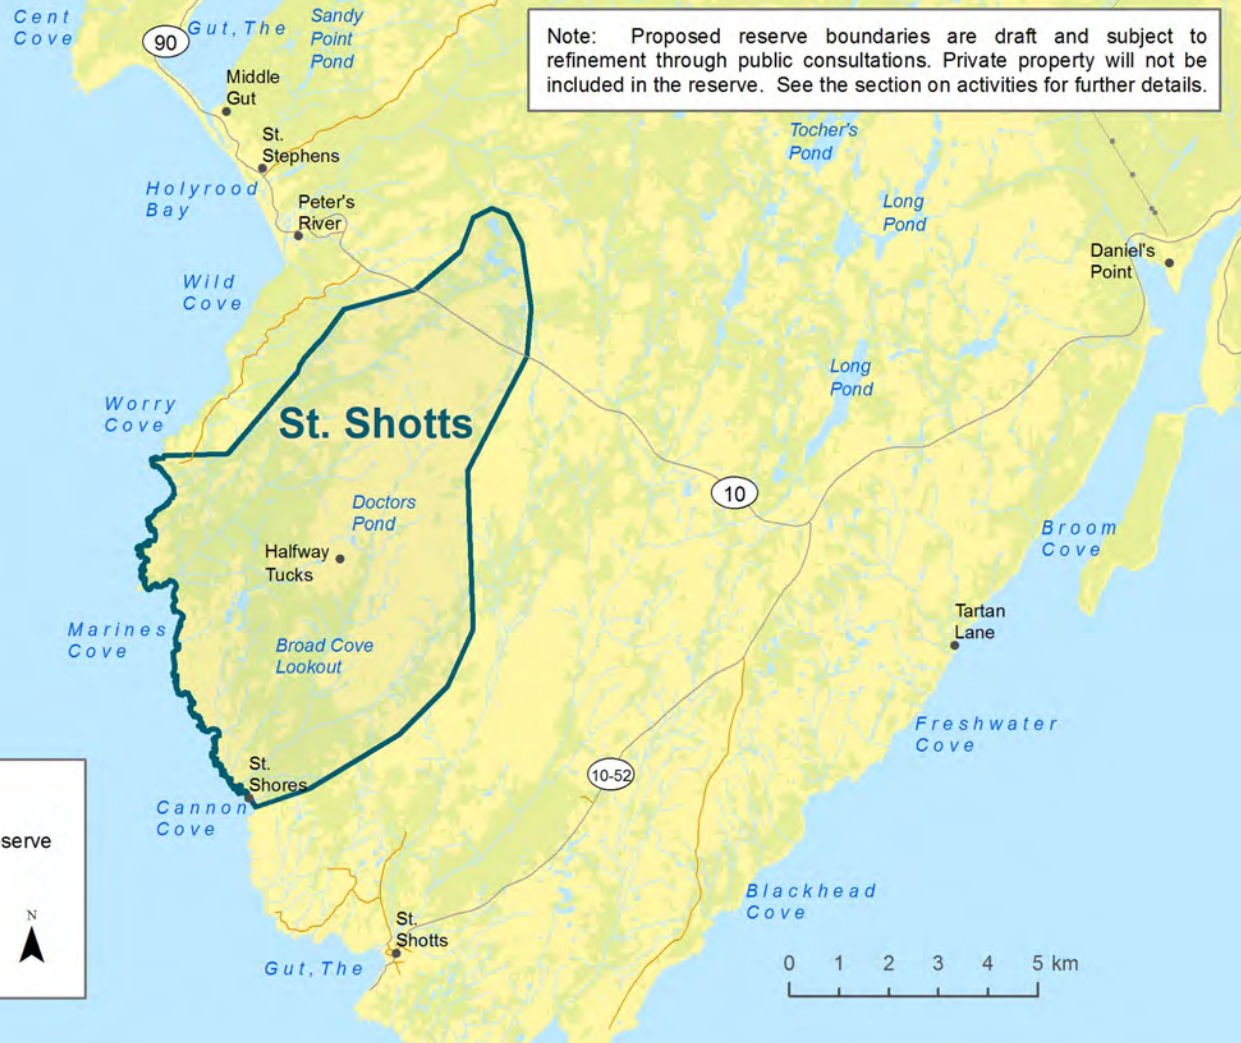 Cent
Cove
90
Gut, The
Sandy
Point
Pond
Note: Proposed reserve boundaries are draft and subject to
refinement through public consultations. Private property will not be
included in the reserve. See the section on activities for further details.
Middle
Gut
St.
Stephens
Tocher's
Pond
Holyrood
Bay
Peter's
River
Long
Pond
Daniel's
Point
Wild
Cove
Long
Pond
Worry
Cove
St. Shotts
Doctors
Pond
10
Halfway
Tucks
Broom
Cove
Marines
Cove
Broad Cove
Lookout
Tartan
Lane
Freshwater
Cove
St.
Shores
10-52
Cannon
Cove
serve
N
Blackhead
Cove
St.
Shotts
Gut, The
0 1 2 3 4 5 km